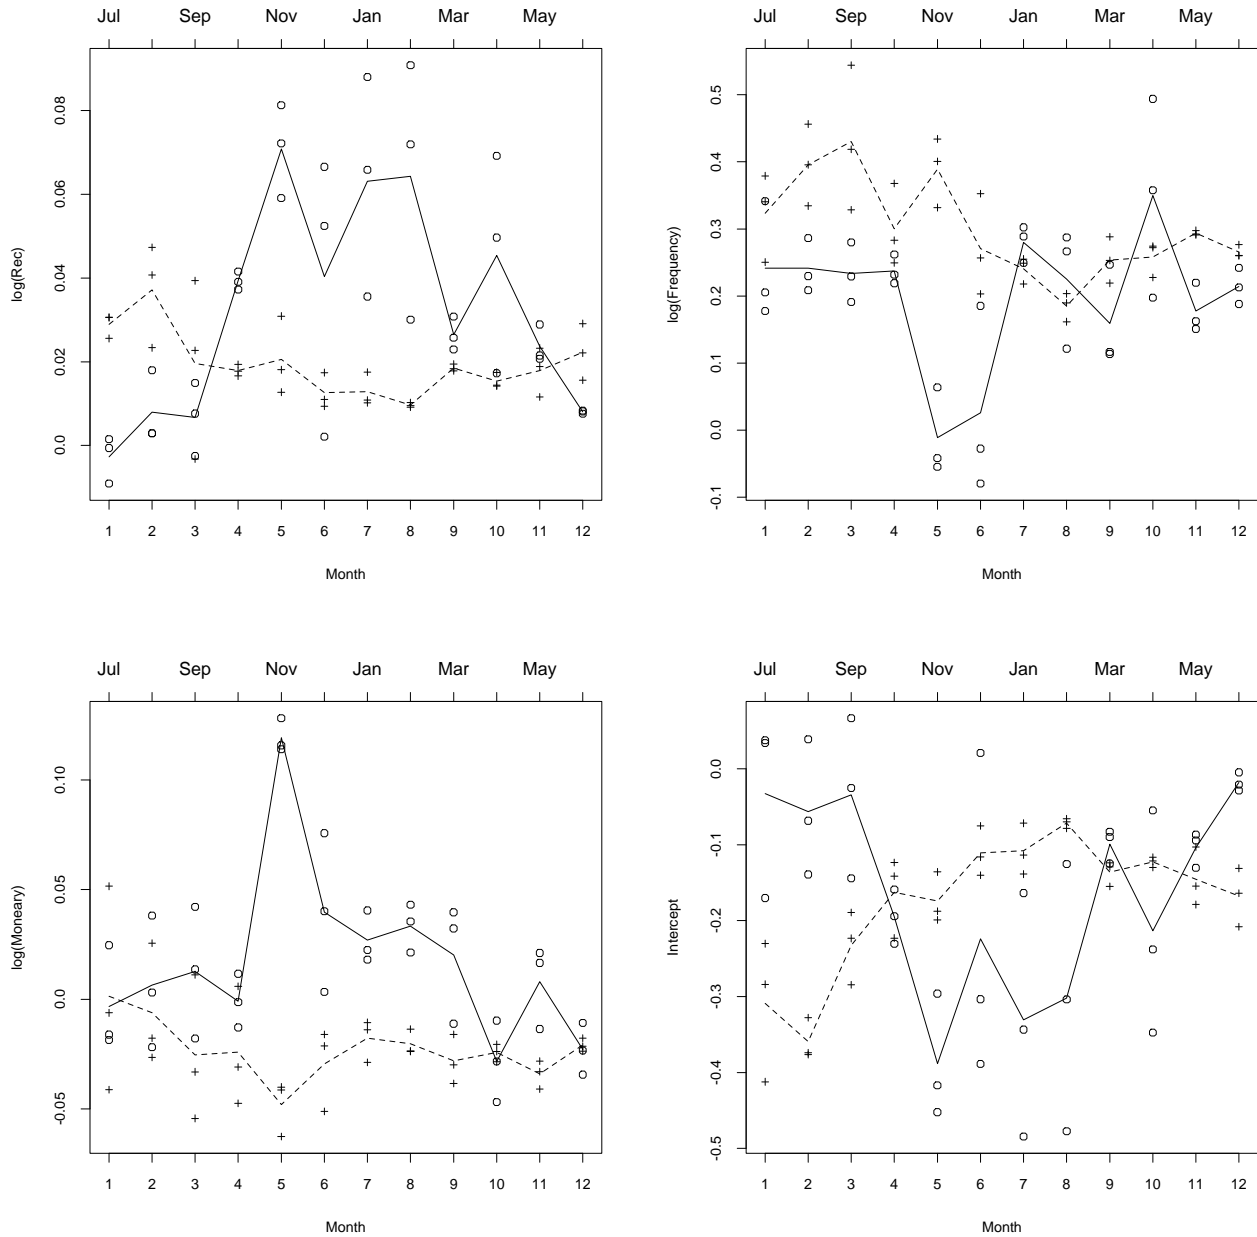 Jul Sep Nov Jan Mar May
log(Rec)
0.08
0.06
0.04
0.02
0.0
1 2 3 4 5 6 7 8 9 10 11 12
Month
Jul Sep Nov Jan Mar May
log(Frequency)
0.5
0.4
0.3
0.2
0.1
0.0
-0.1
1 2 3 4 5 6 7 8 9 10 11 12
Month
Jul Sep Nov Jan Mar May
log(Moneary)
0.10
0.05
0.0
-0.05
1 2 3 4 5 6 7 8 9 10 11 12
Month
Jul Sep Nov Jan Mar May
Intercept
0.0
-0.1
-0.2
-0.3
-0.4
-0.5
1 2 3 4 5 6 7 8 9 10 11 12
Month